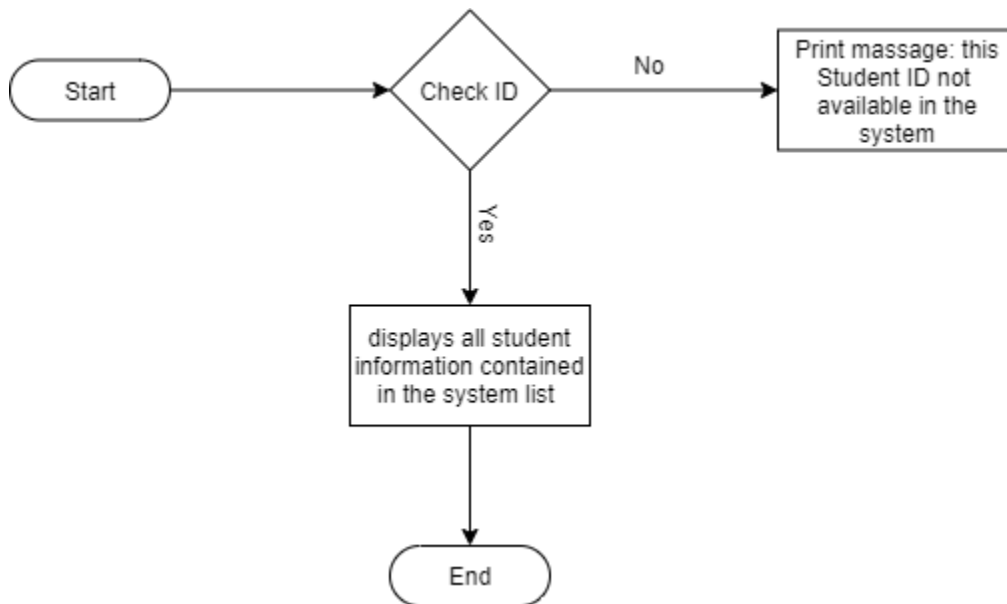 Start
Check ID
No
Print massage: this
Student ID not
available in the
system
Yes
displays all student
information contained
in the system list
End